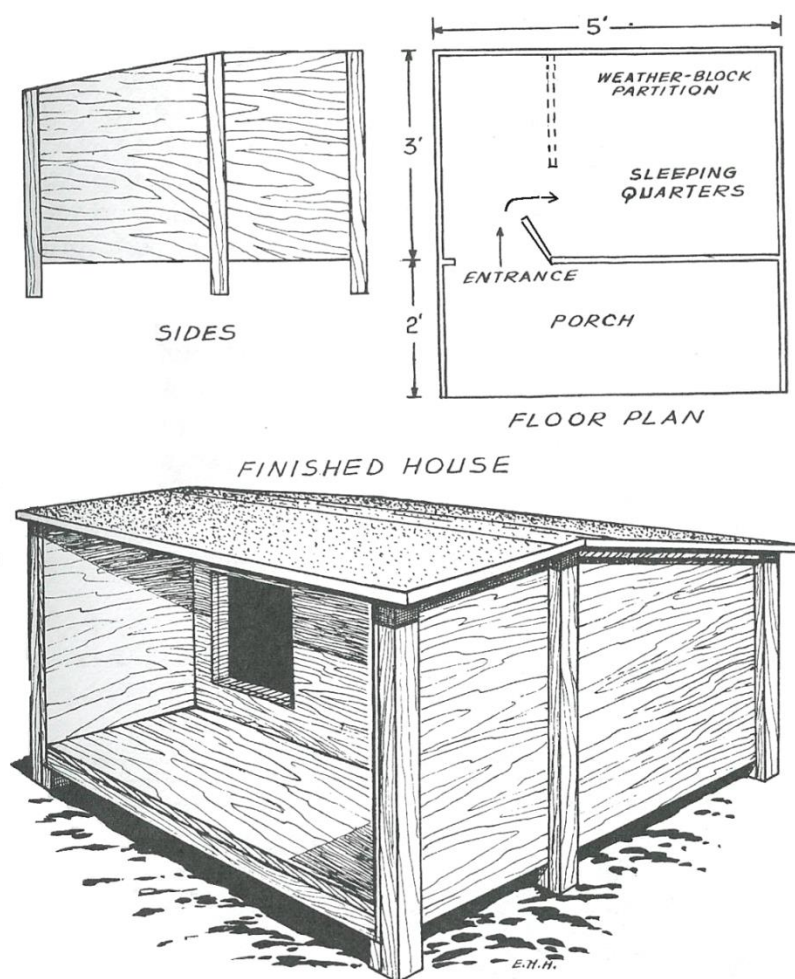 5'
WEATHER-BLOCK
PARTITION
3'
SLEEPING
QUARTERS
ENTRANCE
2'
PORCH
SIDES
FLOOR PLAN
FINISHED HOUSE
E.H.H.